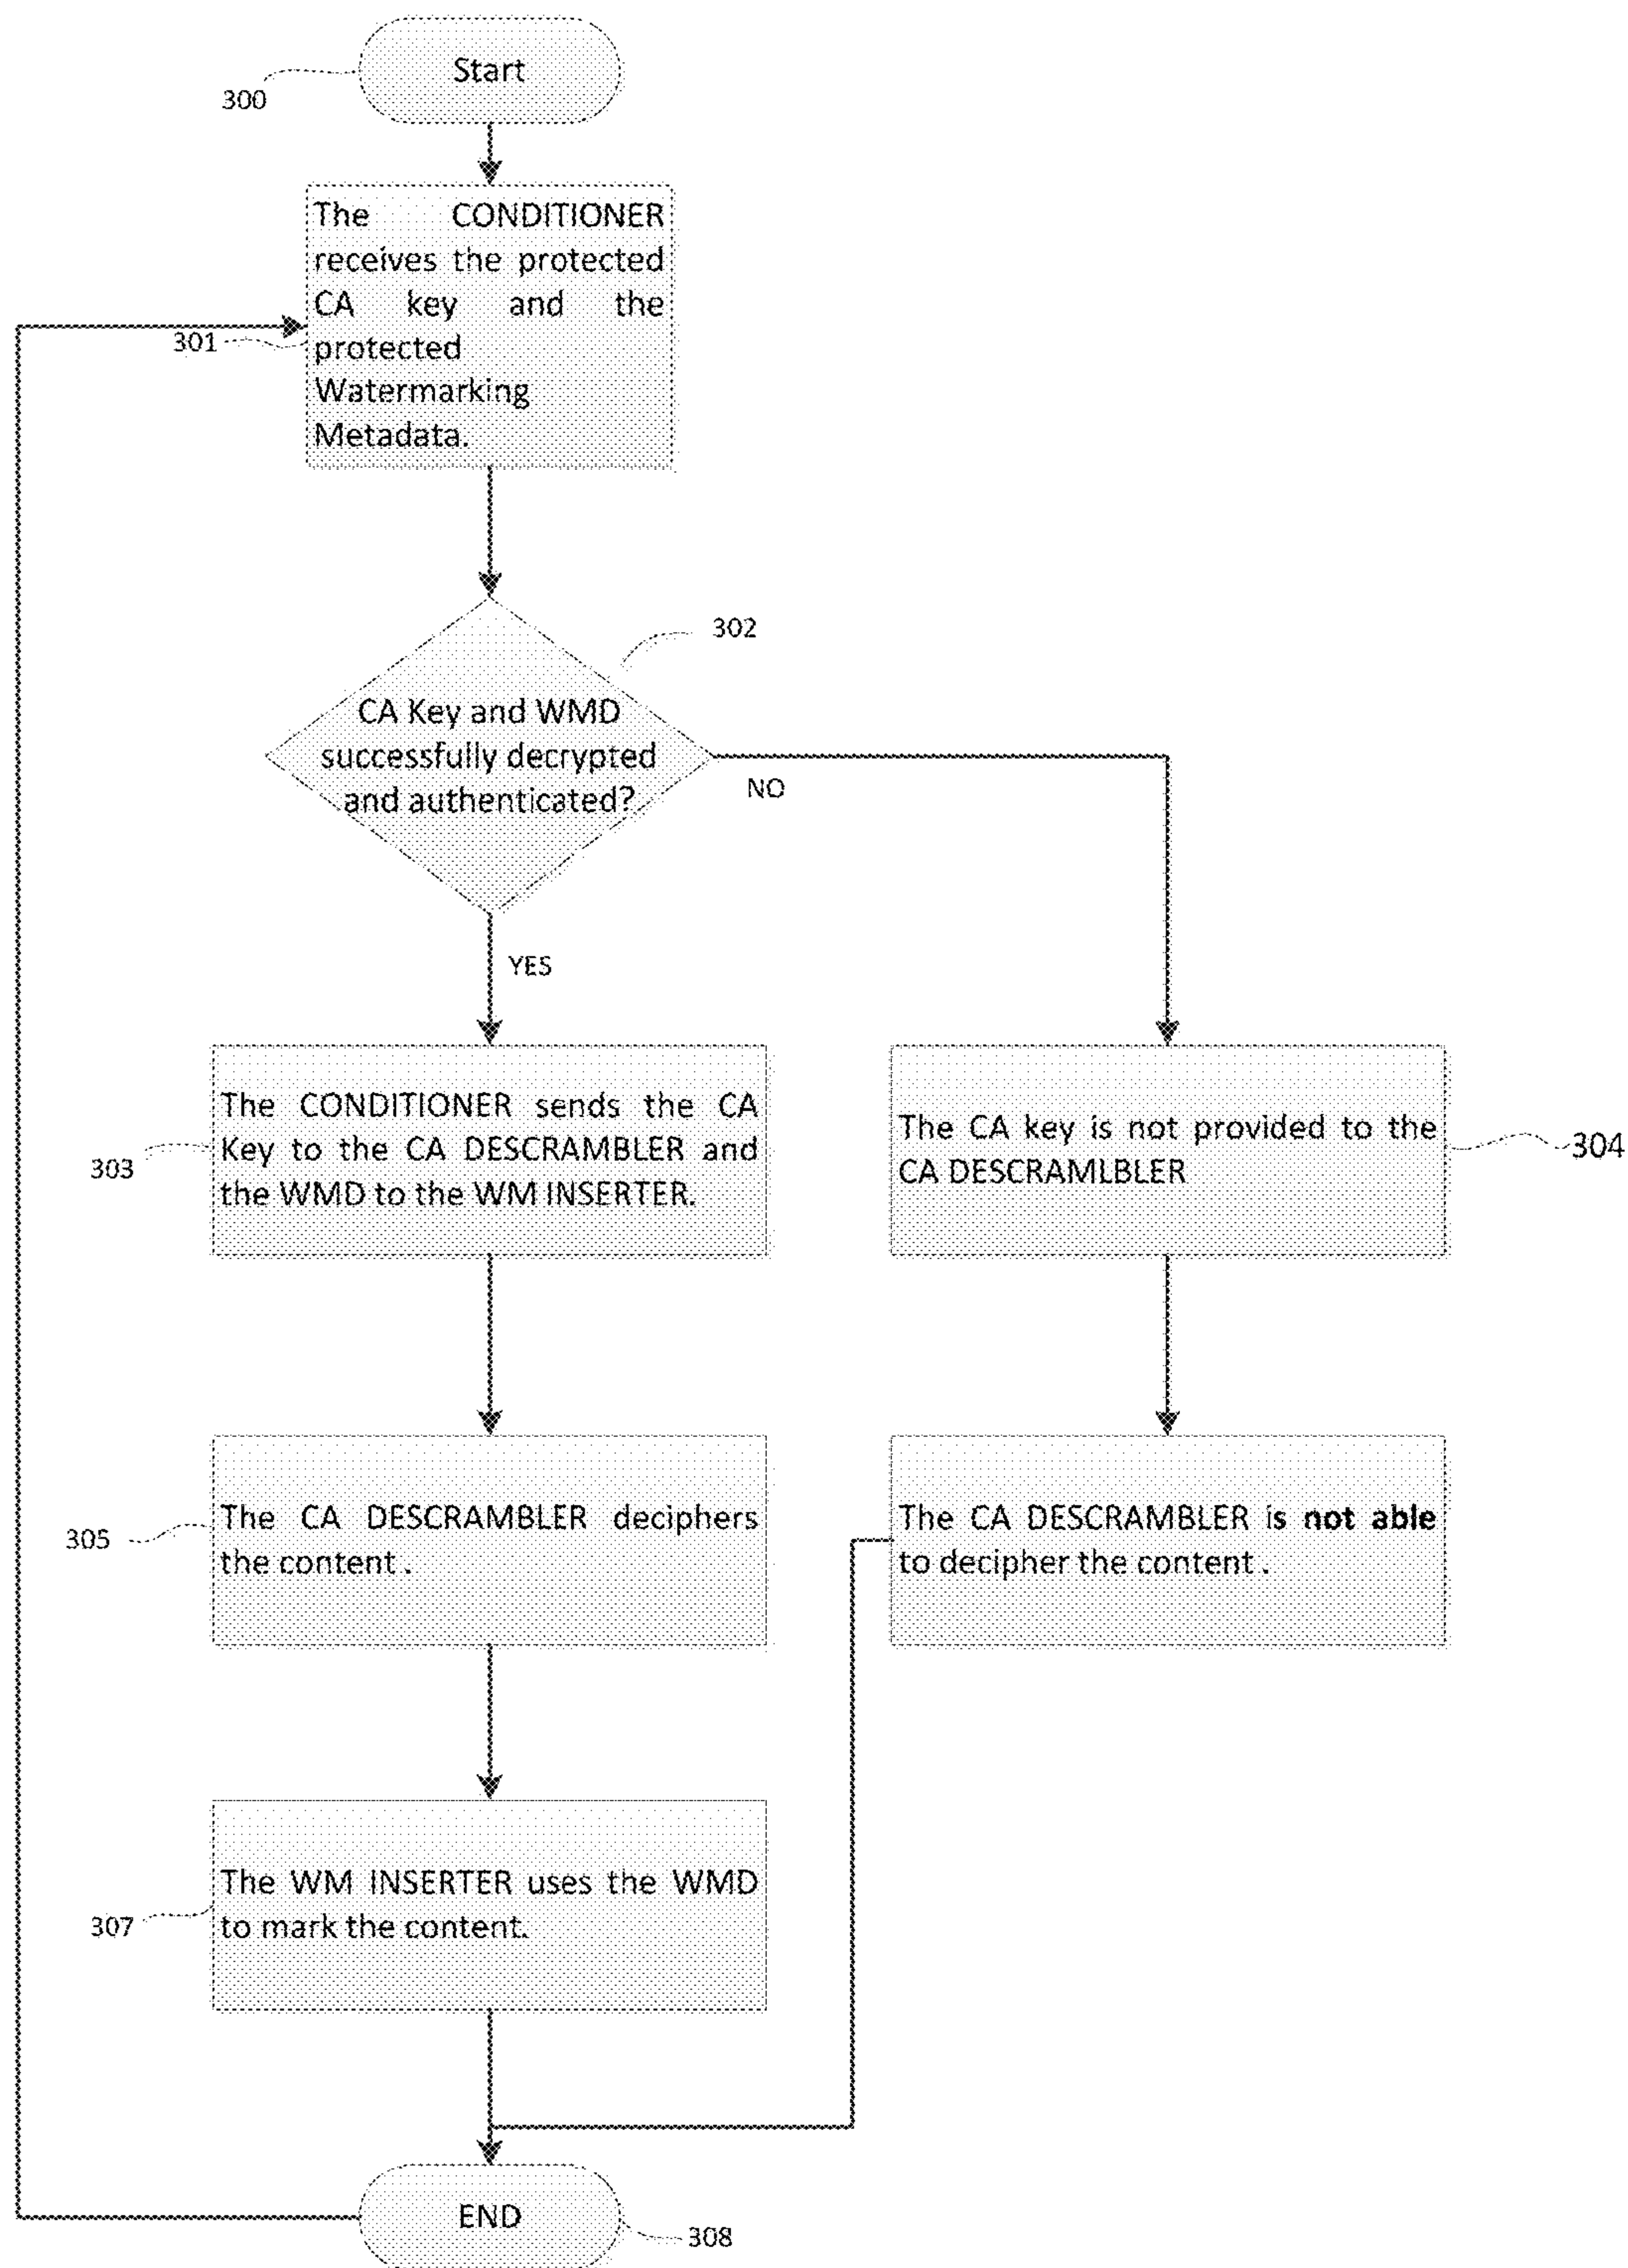 Start
300
The CONDITIONER
receives the protected
CA key and the
protected
Watermarking
Metadata.
301
302
CA Key and WMD
successfully decrypted
and authenticated?
NO
YES
The CONDITIONER sends the CA
Key to the CA DESCRAMBLER and
the WMD to the WM INSERTER.
303
The CA key is not provided to the
CA DESCRAMLBLER
304
The CA DESCRAMBLER deciphers
the content .
305
The CA DESCRAMBLER is not able
to decipher the content .
The WM INSERTER uses the WMD
to mark the content.
307
END
308